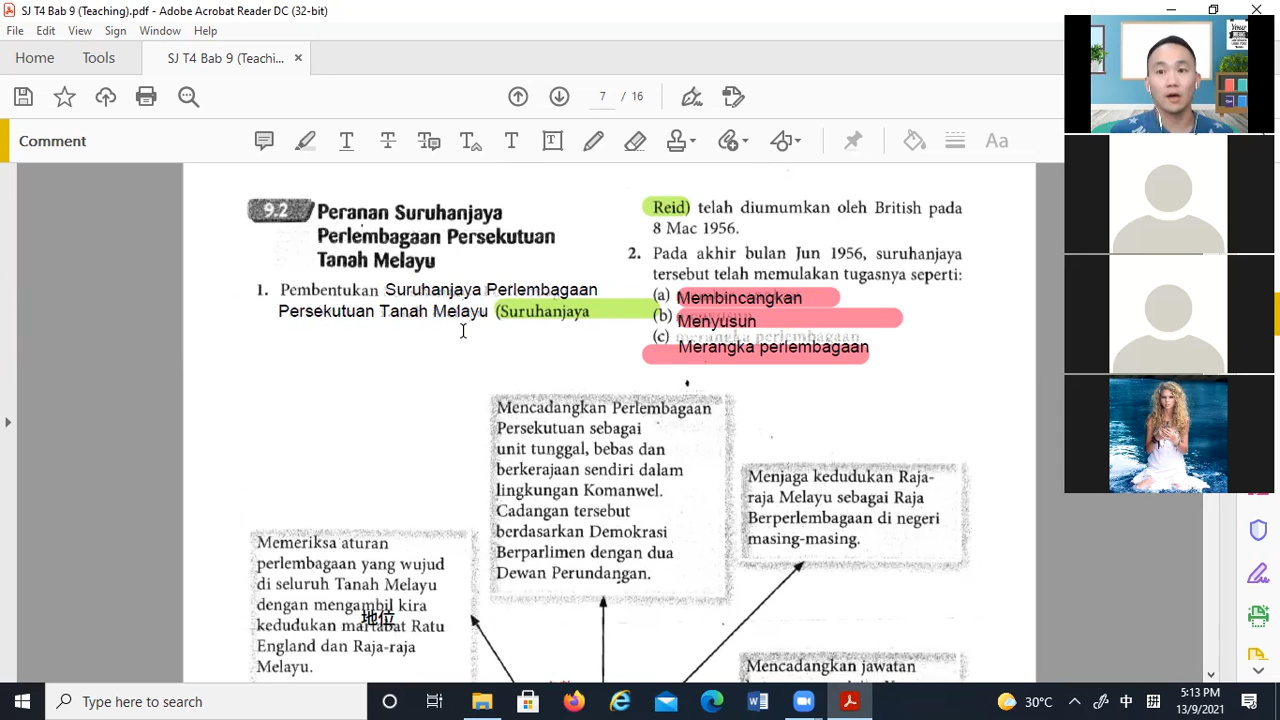 SJ T4 Bab 9 (Teaching).pdf - Adobe Acrobat Reader DC (32-bit)
File Edit View Sign Window Help
Home Tools SJ T4 Bab 9 (Teachi...
7 / 16
Comment
Aa
9.2 Peranan Suruhanjaya
Perlembagaan Persekutuan
Tanah Melayu
1. Pembentukan Suruhanjaya Perlembagaan
Persekutuan Tanah Melayu (Suruhanjaya
Reid) telah diumumkan oleh British pada
8 Mac 1956.
2. Pada akhir bulan Jun 1956, suruhanjaya
tersebut telah memulakan tugasnya seperti:
(a) Membincangkan
(b) Menyusun
(c) Merangka perlembagaan
Mencadangkan Perlembagaan
Persekutuan sebagai
unit tunggal, bebas dan
berkerajaan sendiri dalam
lingkungan Komanwel.
Cadangan tersebut
berdasarkan Demokrasi
Berparlimen dengan dua
Dewan Perundangan.
Menjaga kedudukan Raja-
raja Melayu sebagai Raja
Berperlembagaan di negeri
masing-masing.
Memeriksa aturan
perlembagaan yang wujud
di seluruh Tanah Melayu
dengan mengambil kira
地位
kedudukan martabat Ratu
England dan Raja-raja
Melayu.
Mencadangkan jawatan
Type here to search
30°C
中
拼
5:13 PM
13/9/2021